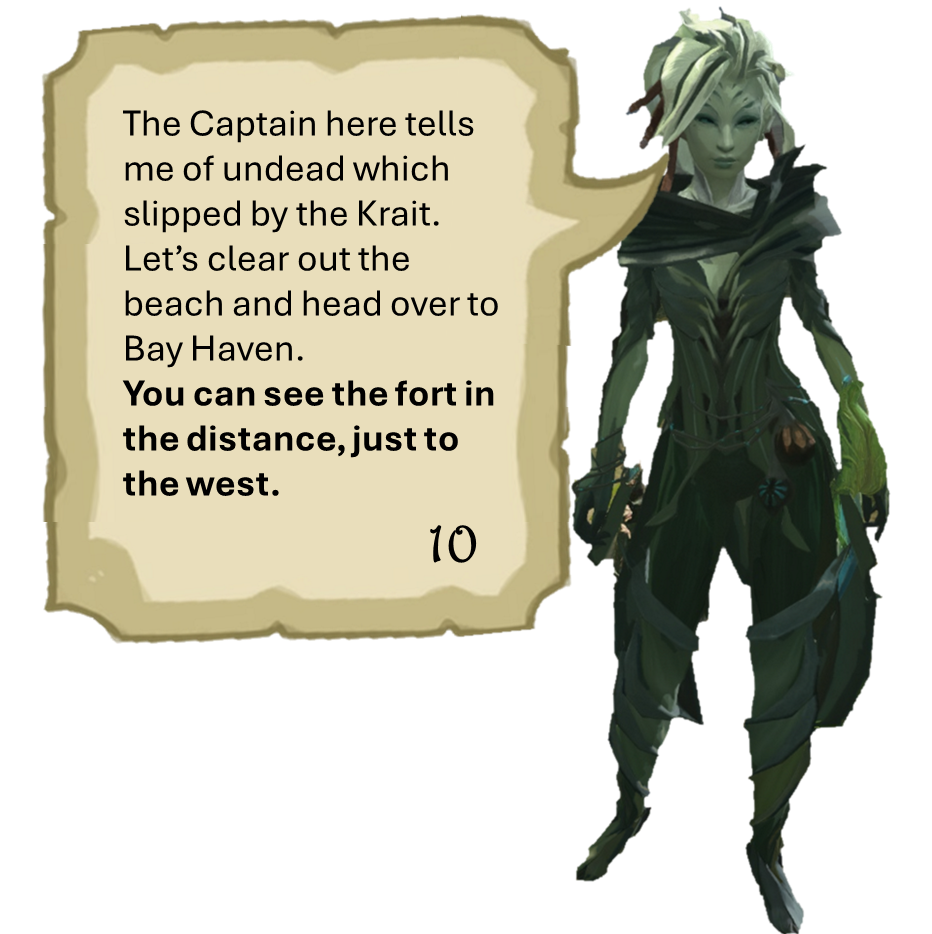 The Captain here tells
me of undead which
slipped by the Krait.
Let’s clear out the
beach and head over to
Bay Haven.
You can see the fort in
the distance, just to
the west.
10